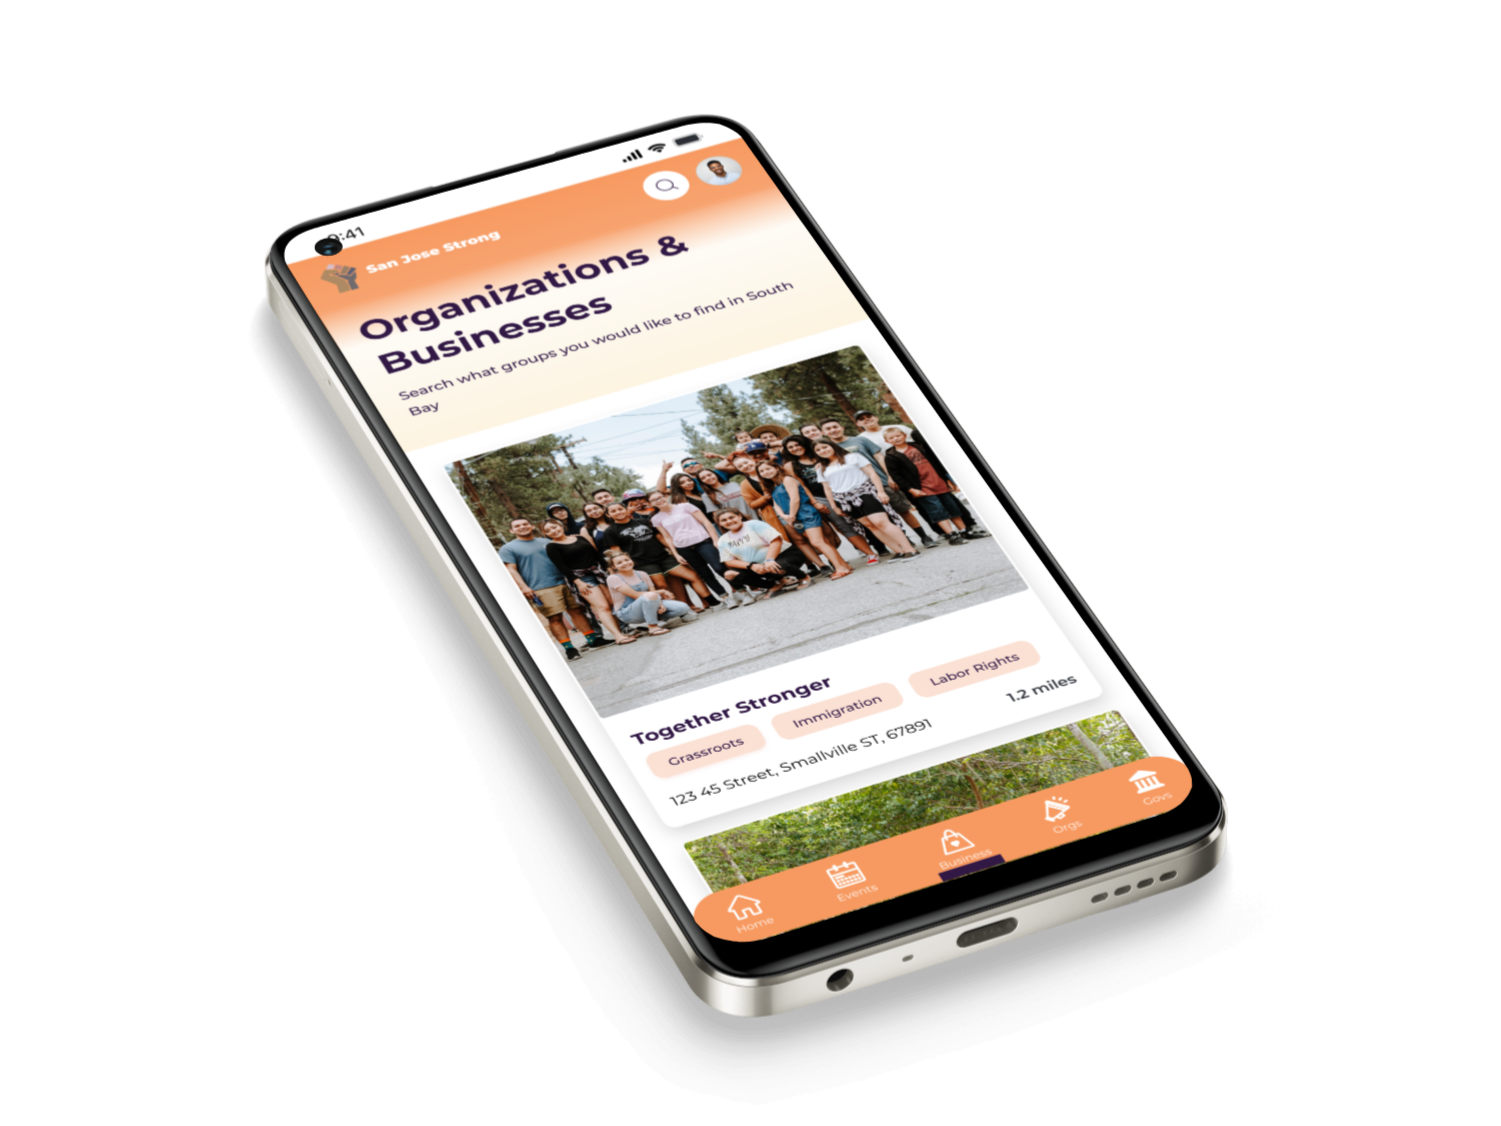 9:41
San Jose Strong
Organizations &
Businesses
Search what groups you would like to find in South
Bay
Together Stronger
Grassroots
Immigration
Labor Rights
123 45 Street, Smallville ST, 67891
1.2 miles
Home
Events
Business
Orgs
Govs